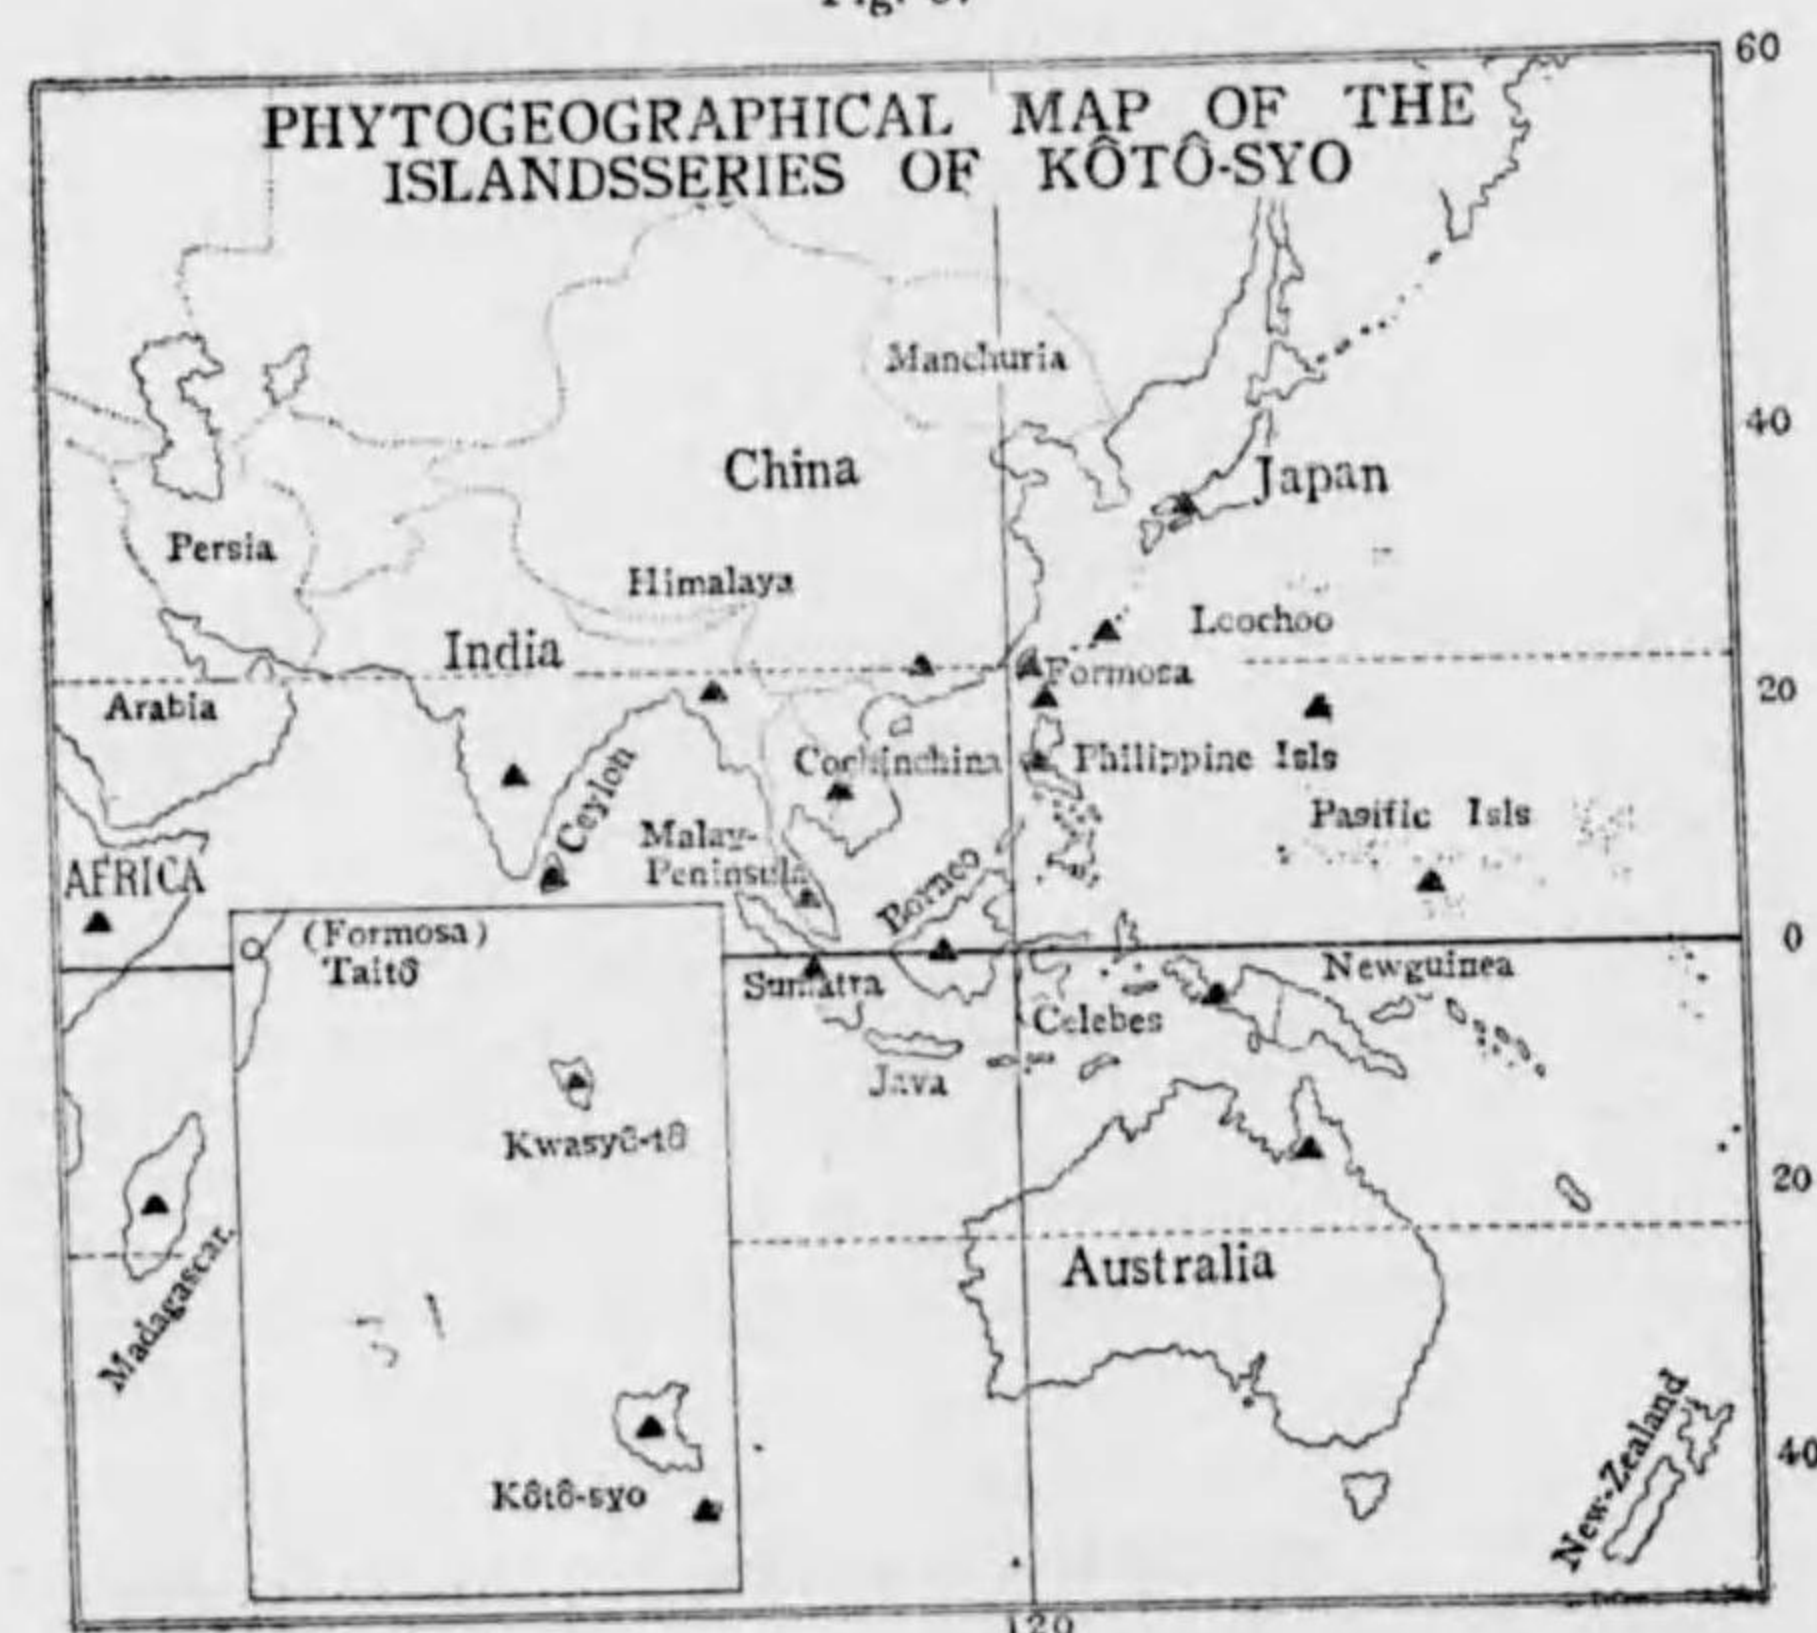 PHYTOGEOGRAPHICAL MAP OF THE
ISLANDSSERIES OF KÔTÔ-SYO
60
Manchuria
40
China
Japan
Persia
Himalaya
Loochoo
India
Formosa
20
Arabia
Cochinchina
Philippine Isls
Ceylon
Pasific Isls
Malay-
Peninsula
AFRICA
Borneo
(Formosa)
Taitô
0
Newguinea
Sumatra
Celebes
Java
Kwasyô-tô
20
Madagascar.
Australia
New-Zealand
40
Kôtô-syo
120